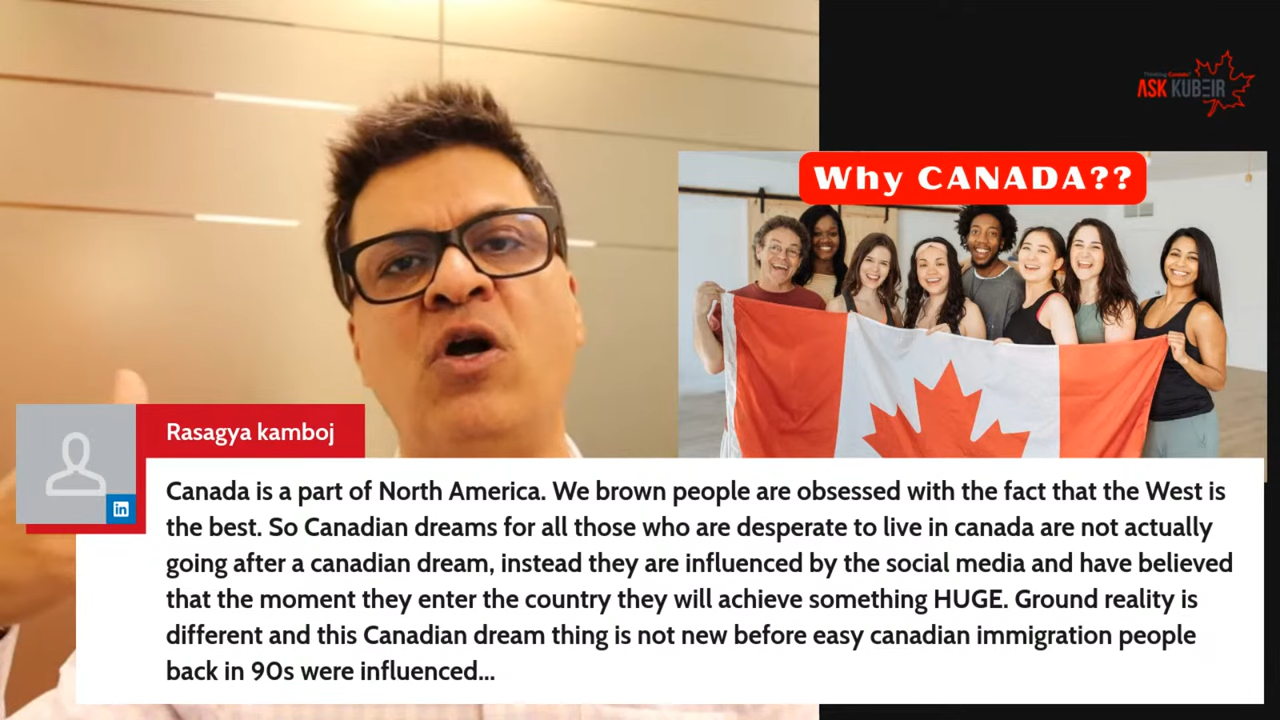 Thinking Canada?
ASK KUBEIR
Why CANADA??
Rasagya kamboj
in
Canada is a part of North America. We brown people are obsessed with the fact that the West is
the best. So Canadian dreams for all those who are desperate to live in canada are not actually
going after a canadian dream, instead they are influenced by the social media and have believed
that the moment they enter the country they will achieve something HUGE. Ground reality is
different and this Canadian dream thing is not new before easy canadian immigration people
back in 90s were influenced...